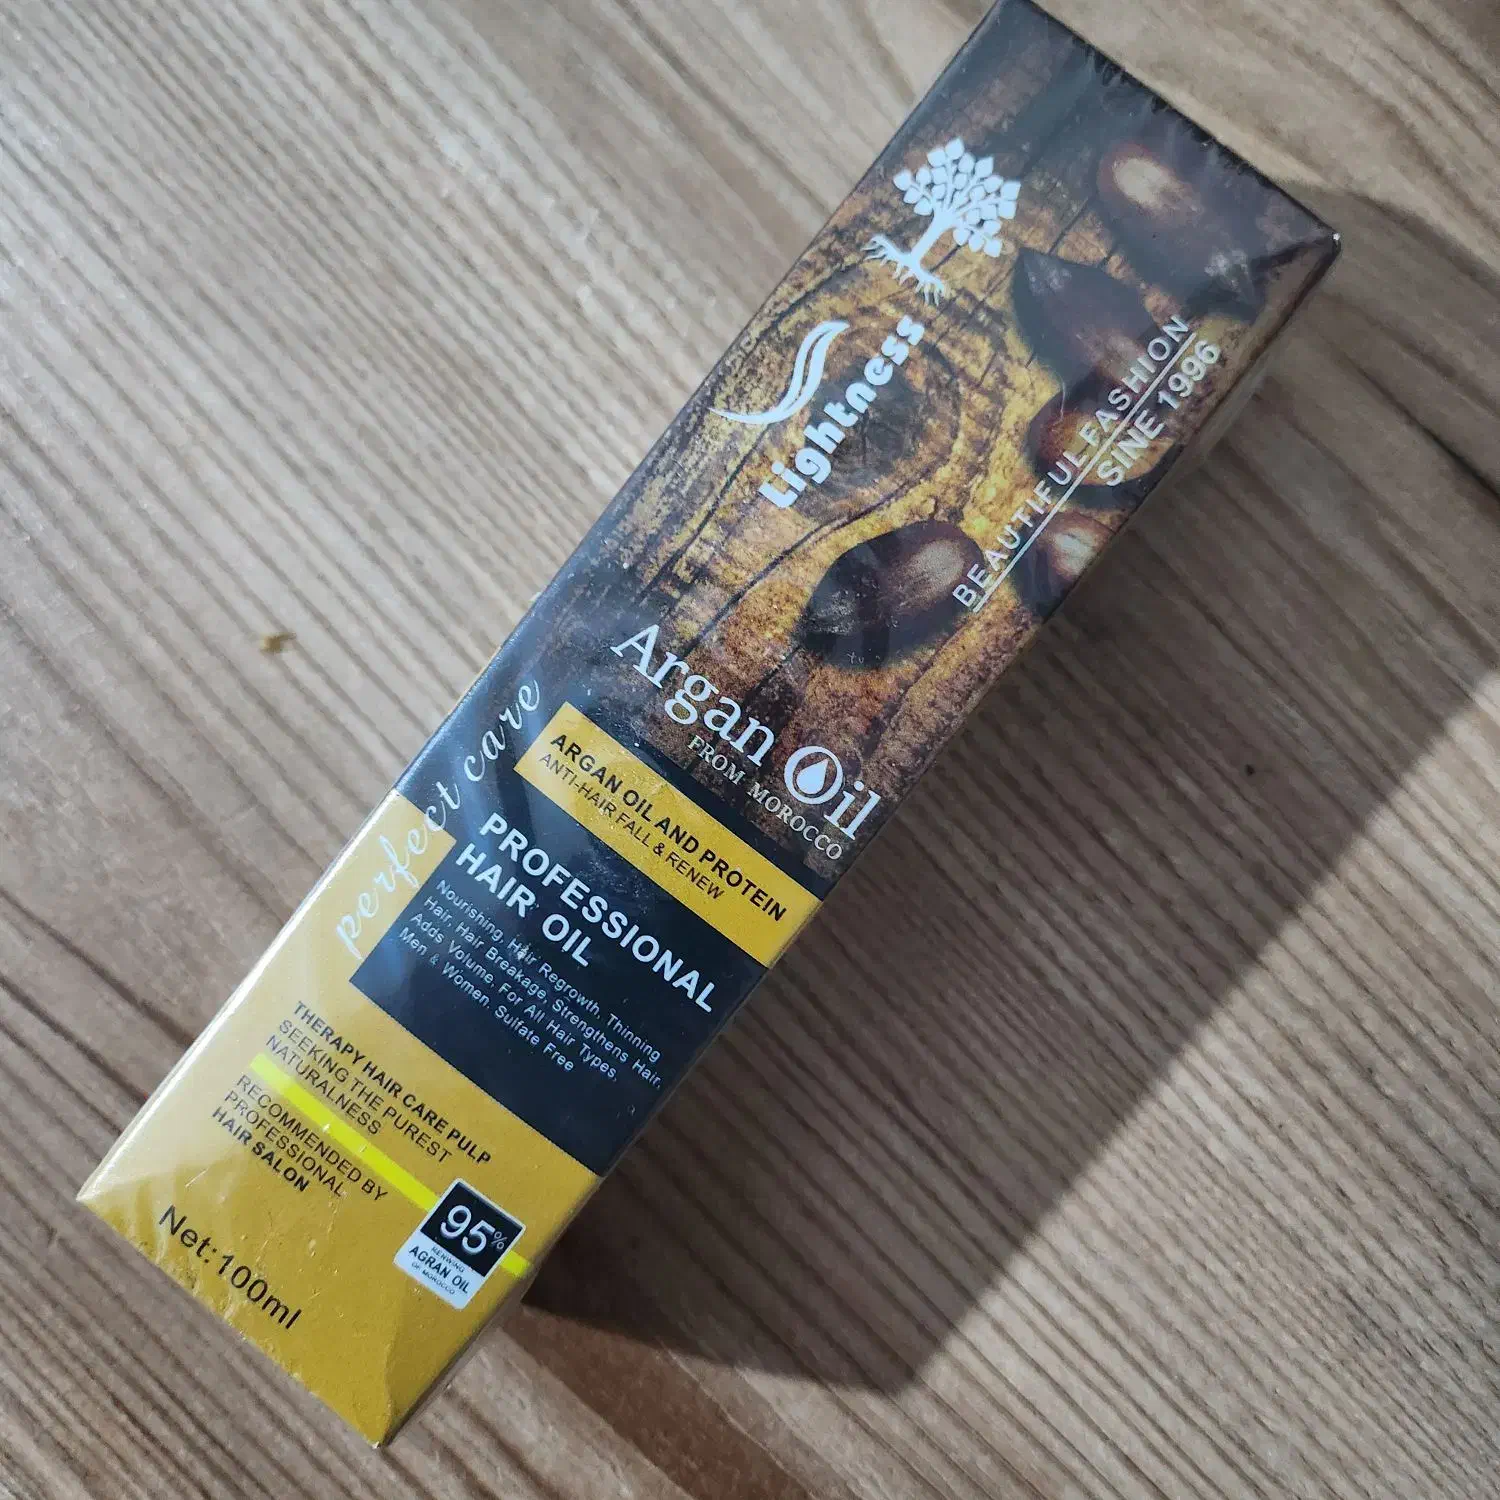 Lightness
BEAUTIFUL FASHION
SINE 1996
Argan Oil
FROM MOROCCO
perfect care
ARGAN OIL AND PROTEIN
ANTI-HAIR FALL & RENEW
PROFESSIONAL
HAIR OIL
Nourishing, Hair Regrowth, Thinning
Hair, Hair Breakage, Strengthens Hair,
Adds Volume, For All Hair Types,
Men & Women, Sulfate Free
THERAPY HAIR CARE PULP
SEEKING THE PUREST
NATURALNESS
RECOMMENDED BY
PROFESSIONAL
HAIR SALON
95%
RENWING
AGRAN OIL
OF MOROCCO
Net:100ml